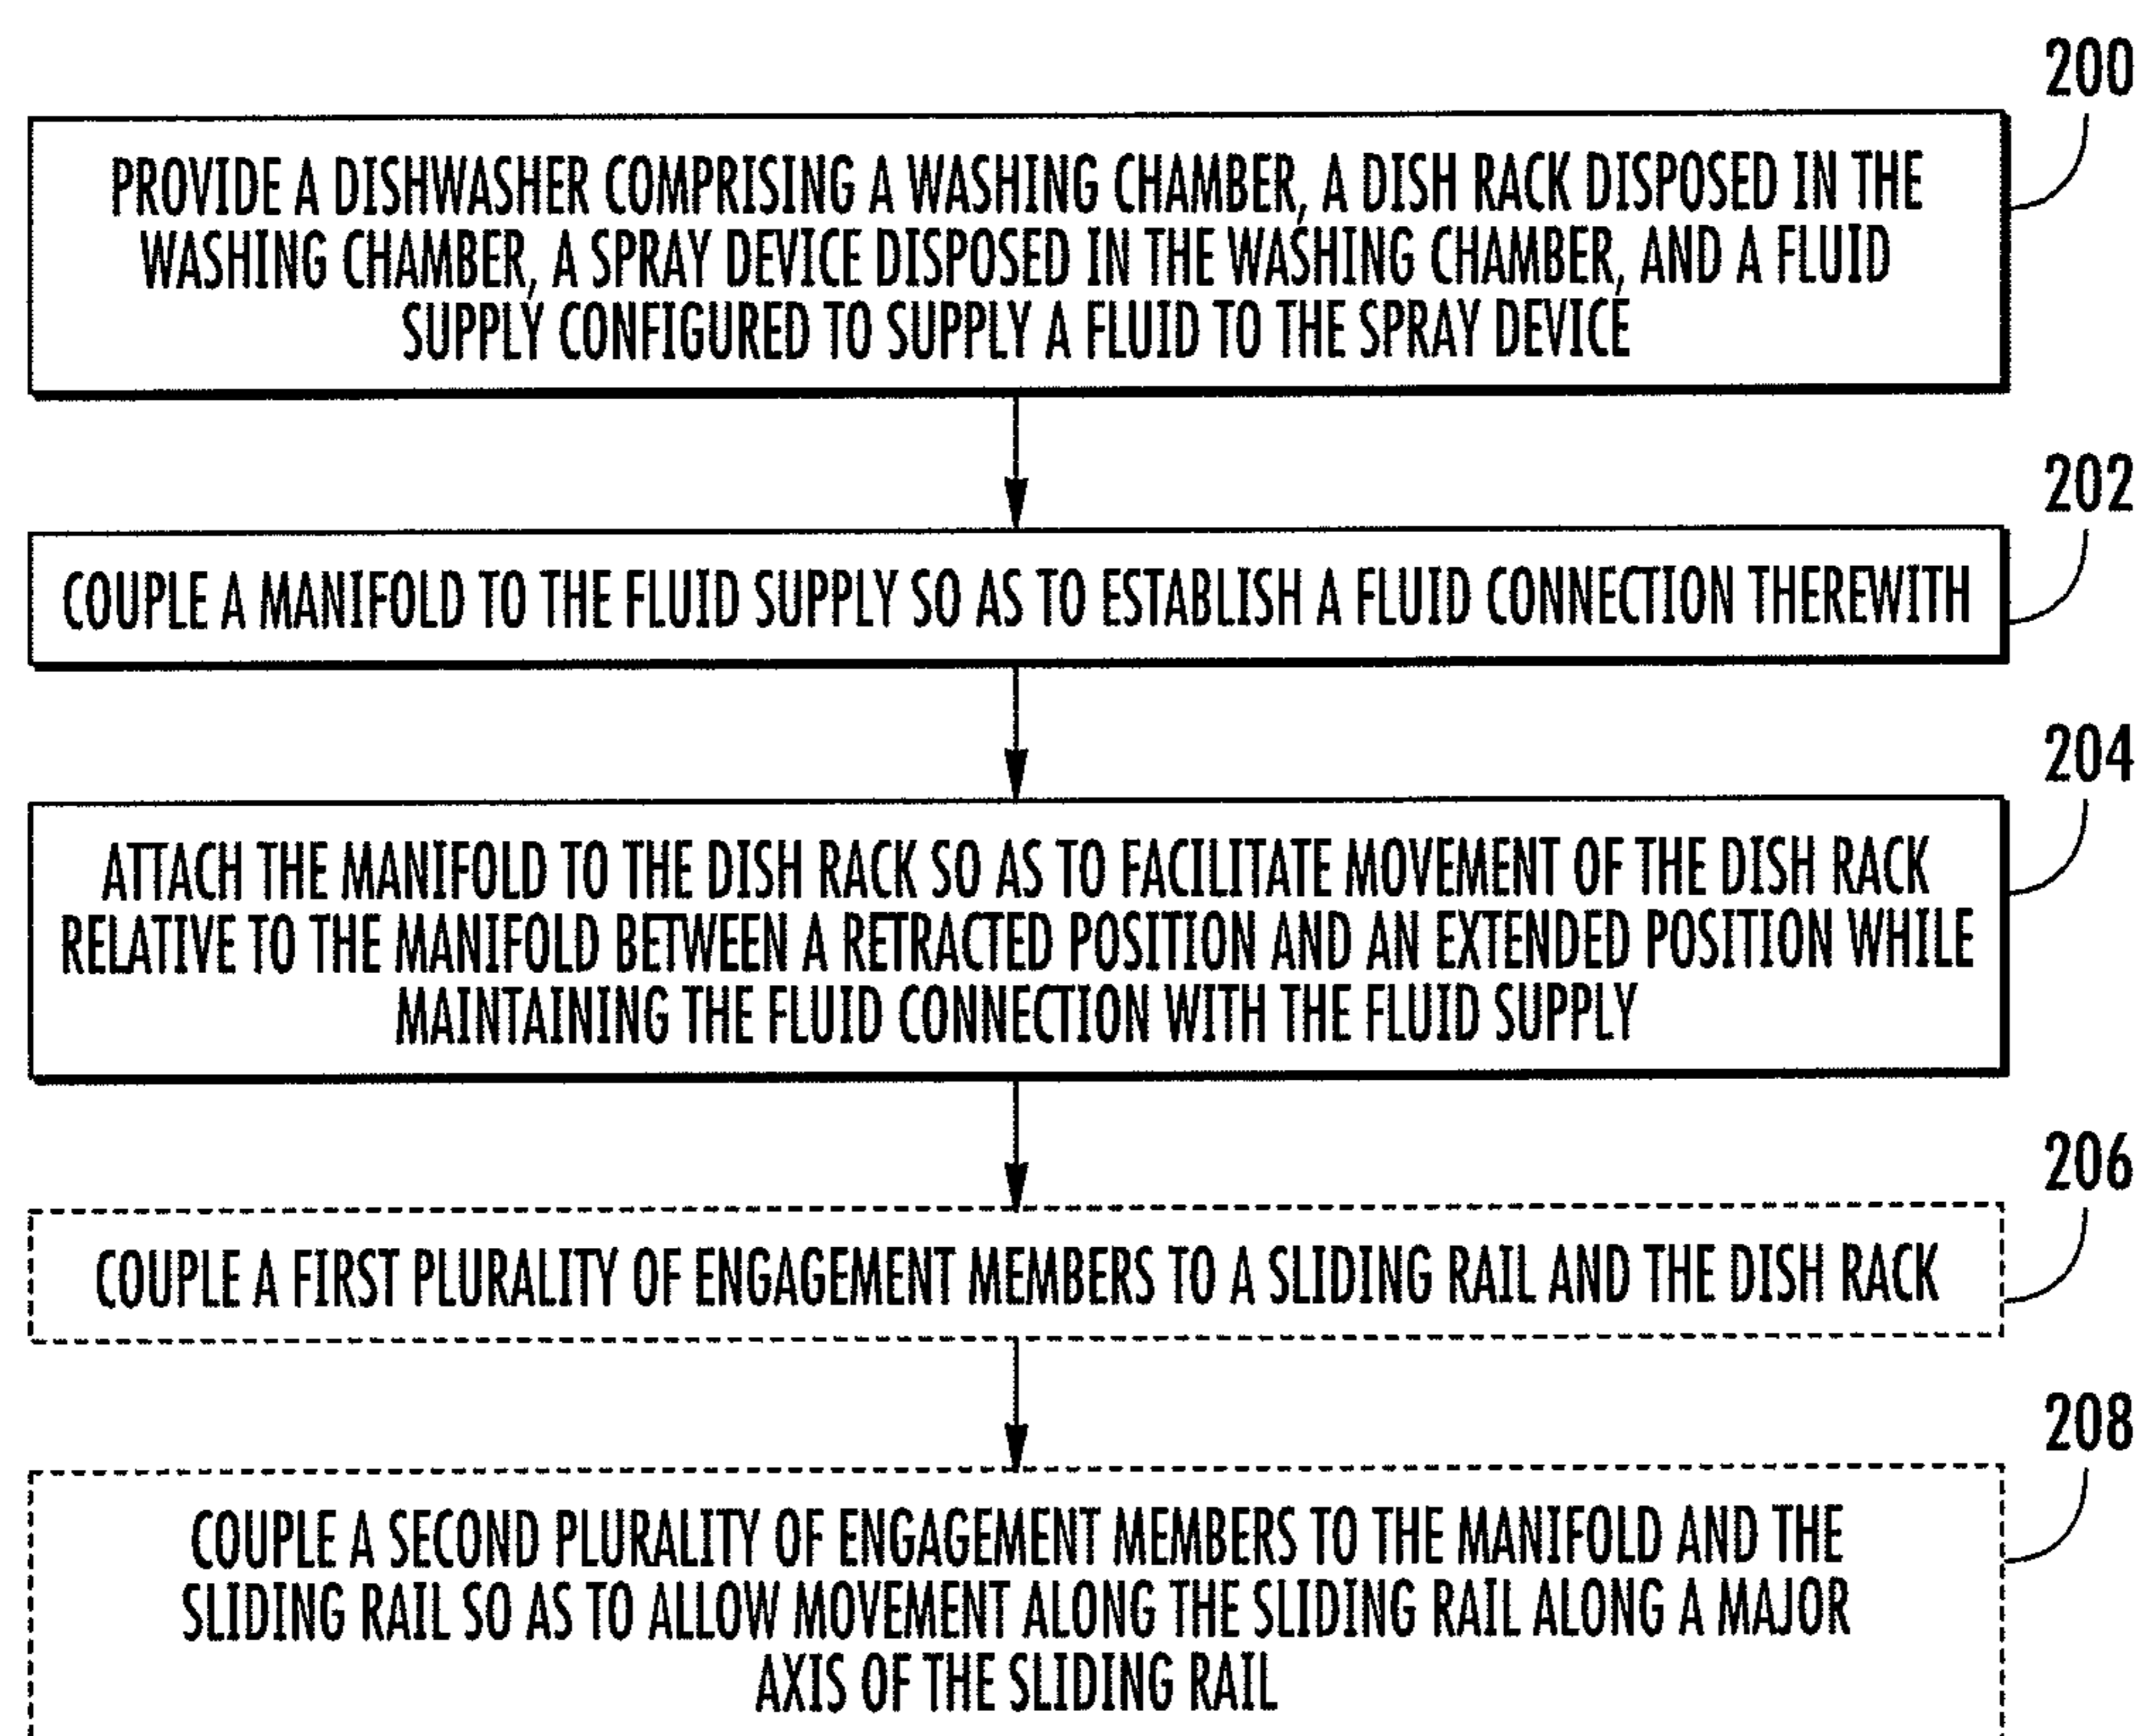 200
PROVIDE A DISHWASHER COMPRISING A WASHING CHAMBER, A DISH RACK DISPOSED IN THE
WASHING CHAMBER, A SPRAY DEVICE DISPOSED IN THE WASHING CHAMBER, AND A FLUID
SUPPLY CONFIGURED TO SUPPLY A FLUID TO THE SPRAY DEVICE
202
COUPLE A MANIFOLD TO THE FLUID SUPPLY SO AS TO ESTABLISH A FLUID CONNECTION THEREWITH
204
ATTACH THE MANIFOLD TO THE DISH RACK SO AS TO FACILITATE MOVEMENT OF THE DISH RACK
RELATIVE TO THE MANIFOLD BETWEEN A RETRACTED POSITION AND AN EXTENDED POSITION WHILE
MAINTAINING THE FLUID CONNECTION WITH THE FLUID SUPPLY
206
COUPLE A FIRST PLURALITY OF ENGAGEMENT MEMBERS TO A SLIDING RAIL AND THE DISH RACK
208
COUPLE A SECOND PLURALITY OF ENGAGEMENT MEMBERS TO THE MANIFOLD AND THE
SLIDING RAIL SO AS TO ALLOW MOVEMENT ALONG THE SLIDING RAIL ALONG A MAJOR
AXIS OF THE SLIDING RAIL